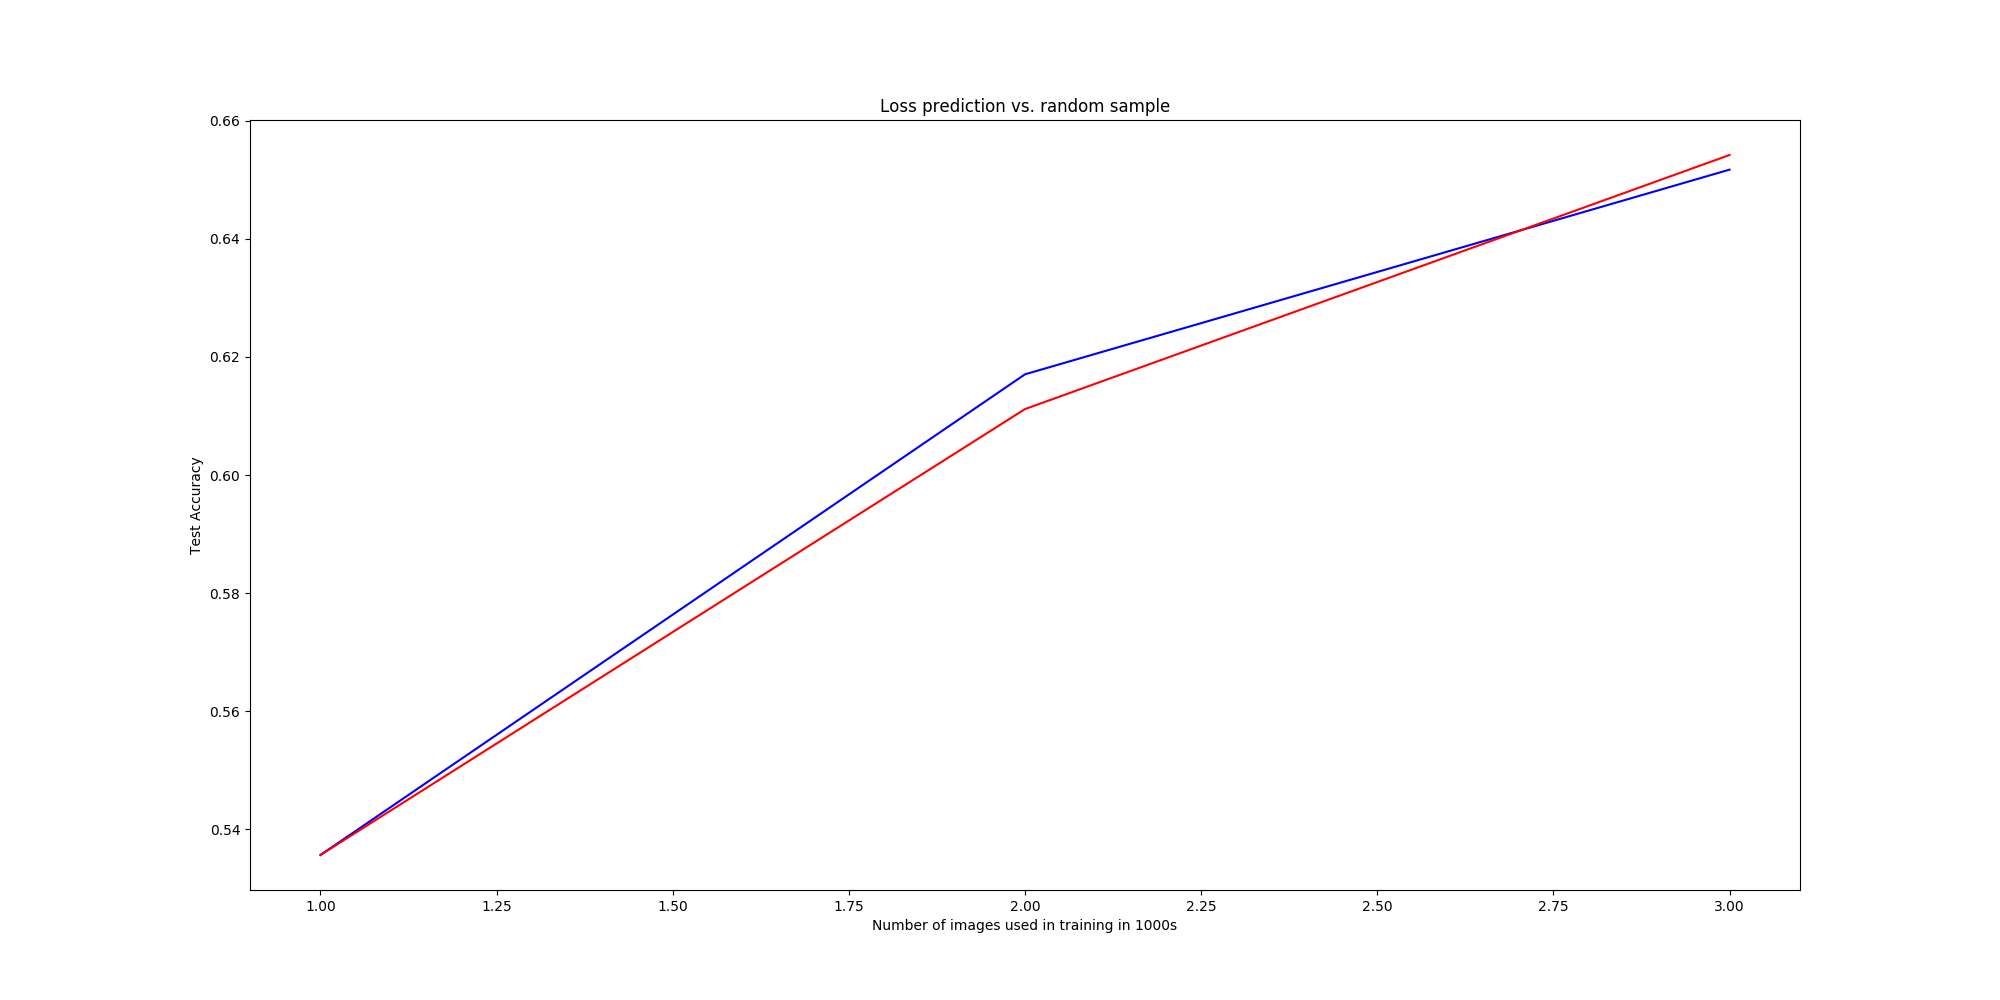 Loss prediction vs. random sample
0.66
0.64
0.62
0.60
0.58
0.56
0.54
Test Accuracy
1.00 1.25 1.50 1.75 2.00 2.25 2.50 2.75 3.00
Number of images used in training in 1000s